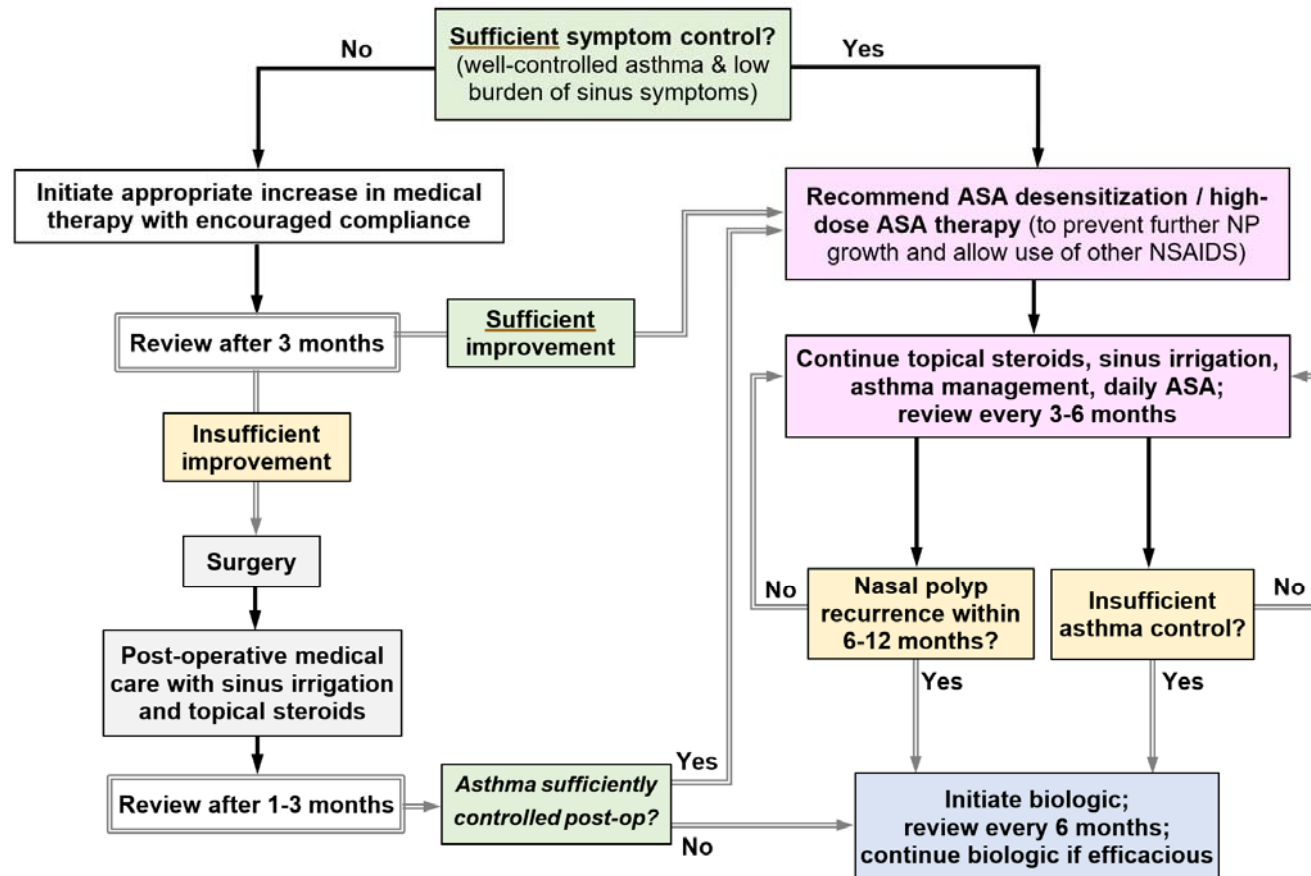 No
Sufficient symptom control?
(well-controlled asthma & low
burden of sinus symptoms)
Yes
Initiate appropriate increase in medical
therapy with encouraged compliance
Recommend ASA desensitization / high-
dose ASA therapy (to prevent further NP
growth and allow use of other NSAIDS)
Review after 3 months
Sufficient
improvement
Continue topical steroids, sinus irrigation,
asthma management, daily ASA;
review every 3-6 months
Insufficient
improvement
Surgery
No
Nasal polyp
recurrence within
6-12 months?
Insufficient
asthma control?
No
Post-operative medical
care with sinus irrigation
and topical steroids
Yes
Yes
Review after 1-3 months
Asthma sufficiently
controlled post-op?
Yes
No
Initiate biologic;
review every 6 months;
continue biologic if efficacious